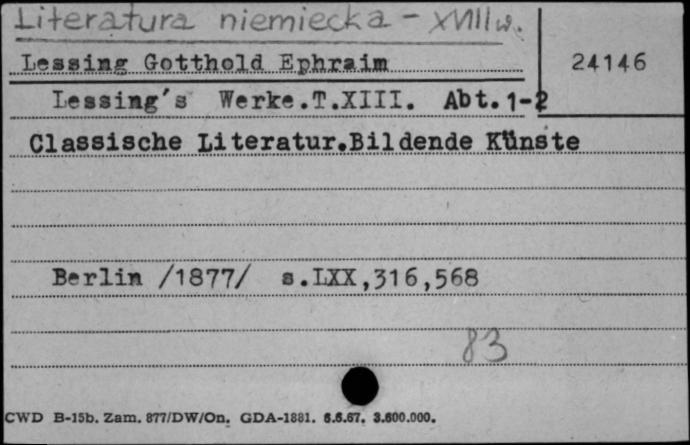 Literatura niemiecka - XVIII w.
Lessing Gotthold Ephraim
24146
Lessing's Werke.T.XIII. Abt.1-2
Classische Literatur.Bildende Künste
Berlin /1877/ s.LXX,316,568
83
CWD B-15b. Zam. 877/DW/On. GDA-1881. 6.6.67. 3.600.000.